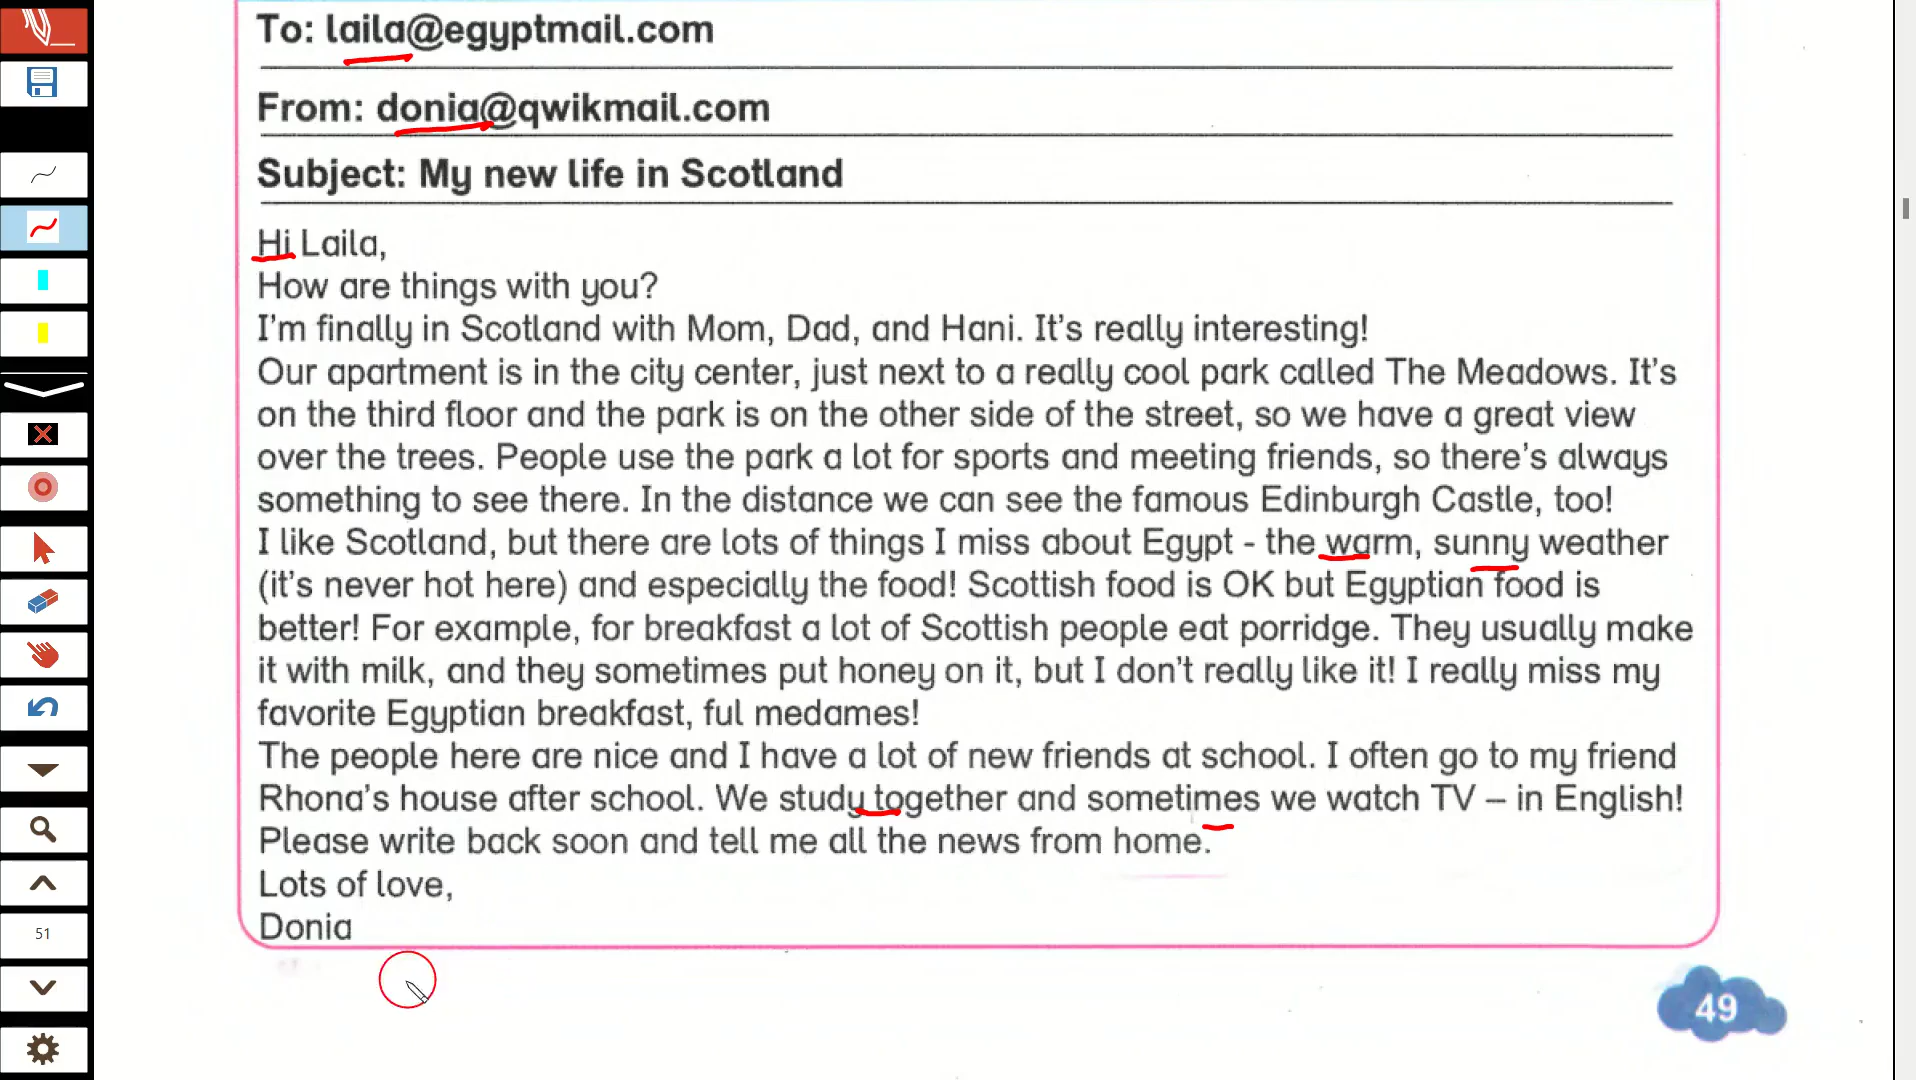 To: laila@egyptmail.com
From: donia@qwikmail.com
Subject: My new life in Scotland
Hi Laila,
How are things with you?
I'm finally in Scotland with Mom, Dad, and Hani. It's really interesting!
Our apartment is in the city center, just next to a really cool park called The Meadows. It's
on the third floor and the park is on the other side of the street, so we have a great view
over the trees. People use the park a lot for sports and meeting friends, so there's always
something to see there. In the distance we can see the famous Edinburgh Castle, too!
I like Scotland, but there are lots of things I miss about Egypt - the warm, sunny weather
(it's never hot here) and especially the food! Scottish food is OK but Egyptian food is
better! For example, for breakfast a lot of Scottish people eat porridge. They usually make
it with milk, and they sometimes put honey on it, but I don't really like it! I really miss my
favorite Egyptian breakfast, ful medames!
The people here are nice and I have a lot of new friends at school. I often go to my friend
Rhona's house after school. We study together and sometimes we watch TV – in English!
Please write back soon and tell me all the news from home.
Lots of love,
Donia
51
49